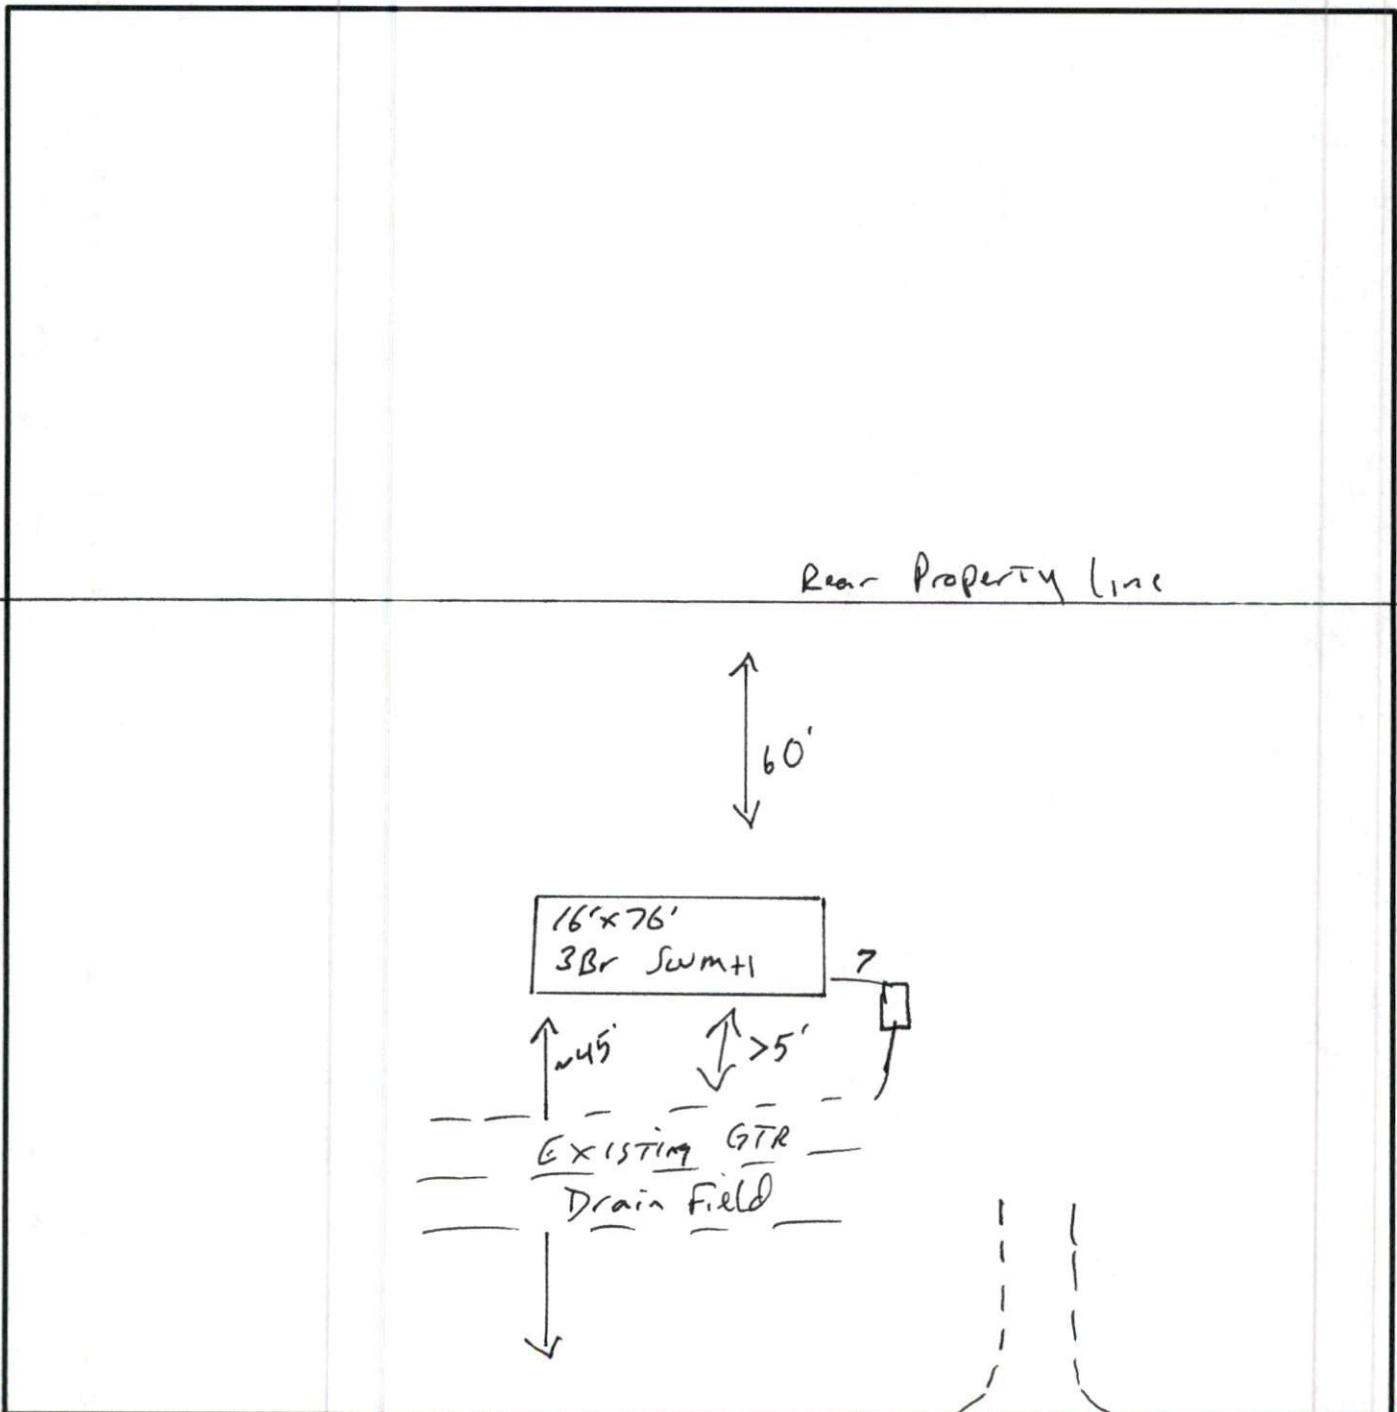 Rear Property line
60'
16'x76'
3Br SWmH
7
~45'
>5'
Existing GTR
Drain Field